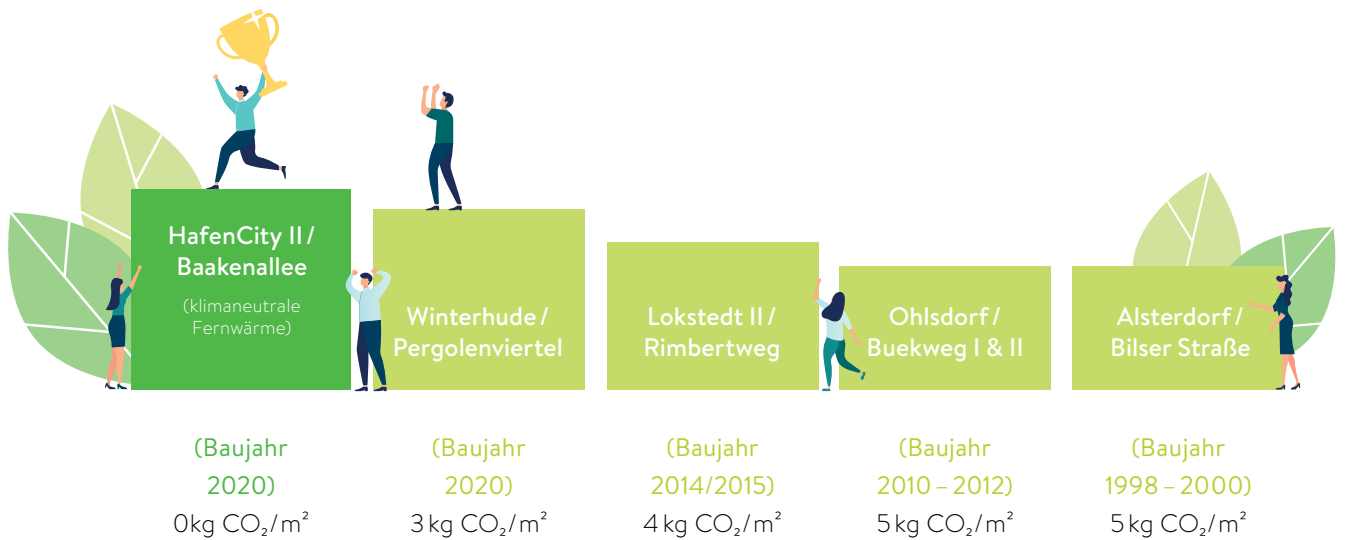 HafenCity II /
Baakenallee
(klimaneutrale
Fernwärme)
Winterhude /
Pergolenviertel
Lokstedt II /
Rimbertweg
Ohlsdorf /
Buekweg I & II
Alsterdorf /
Bilser Straße
(Baujahr
2020)
0 kg CO₂/m²
(Baujahr
2020)
3 kg CO₂/m²
(Baujahr
2014/2015)
4 kg CO₂/m²
(Baujahr
2010 – 2012)
5 kg CO₂/m²
(Baujahr
1998 – 2000)
5 kg CO₂/m²